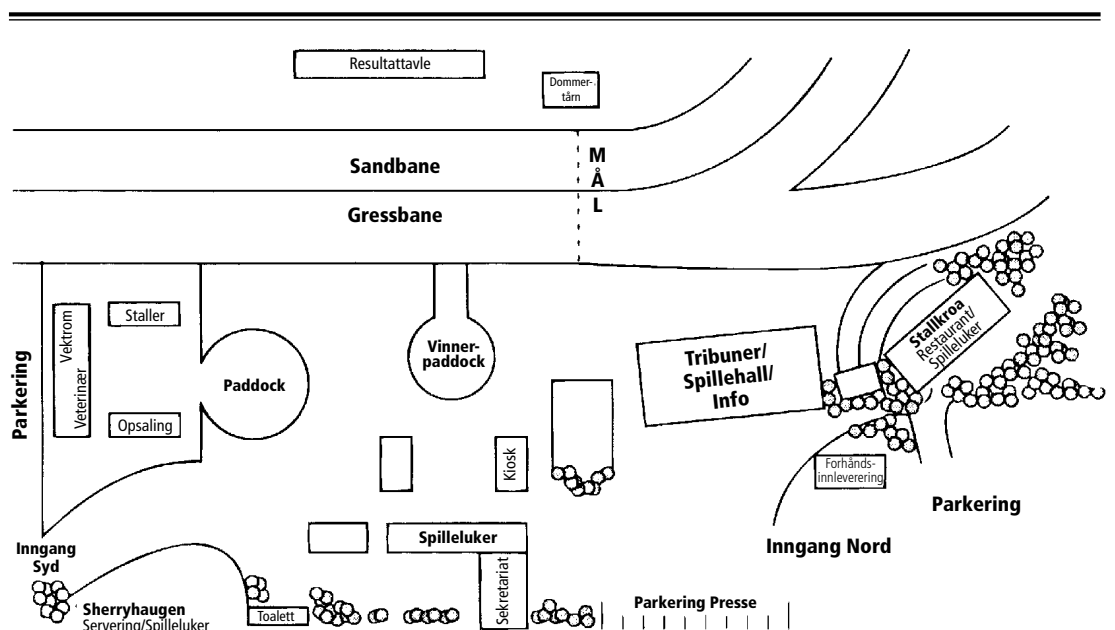 Resultattavle
Dommer-
tårn
Sandbane
M
Å
L
Gressbane
Parkering
Vektrom
Veterinær
Staller
Opsaling
Paddock
Vinner-
paddock
Tribuner/
Spillehall/
Info
Stallkroa
Restaurant/
Spilleluker
Kiosk
Forhånds-
innleverering
Parkering
Inngang Nord
Spilleluker
Sekretariat
Inngang
Syd
Sherryhaugen
Servering/Spilleluker
Toalett
Parkering Presse